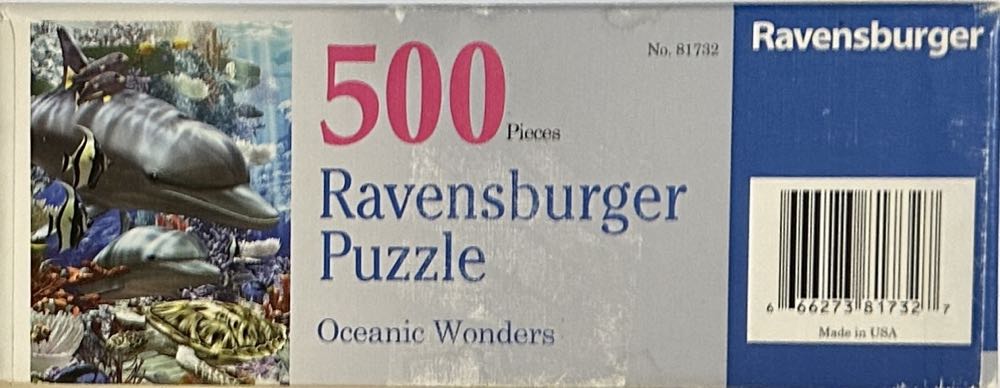 500 Pieces
No. 81732
Ravensburger
Puzzle
Oceanic Wonders
Ravensburger
6 66273 81732 7
Made in USA